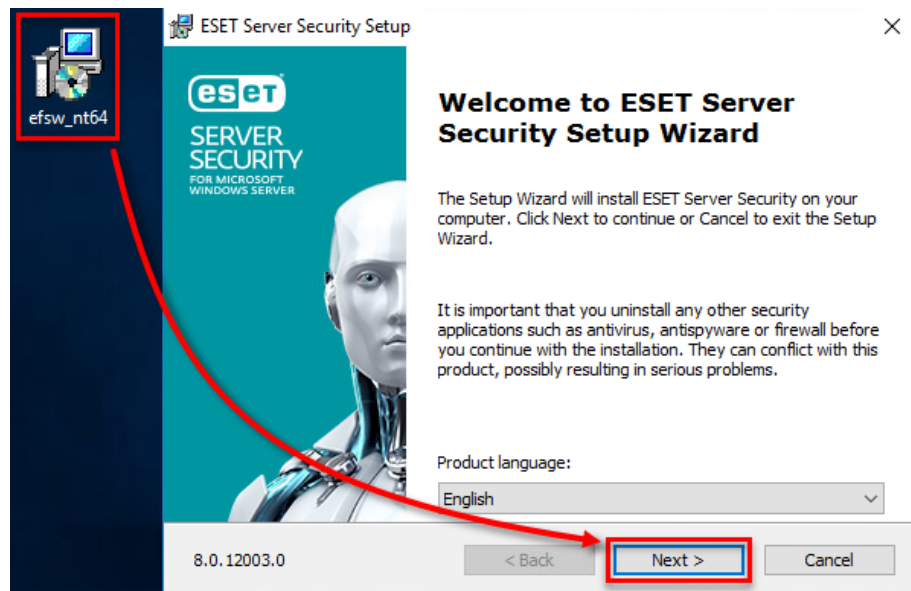 efsw_nt64
ESET Server Security Setup
eseT
SERVER
SECURITY
FOR MICROSOFT
WINDOWS SERVER
Welcome to ESET Server
Security Setup Wizard
The Setup Wizard will install ESET Server Security on your
computer. Click Next to continue or Cancel to exit the Setup
Wizard.
It is important that you uninstall any other security
applications such as antivirus, antispyware or firewall before
you continue with the installation. They can conflict with this
product, possibly resulting in serious problems.
Product language:
English
8.0.12003.0
< Back
Next >
Cancel